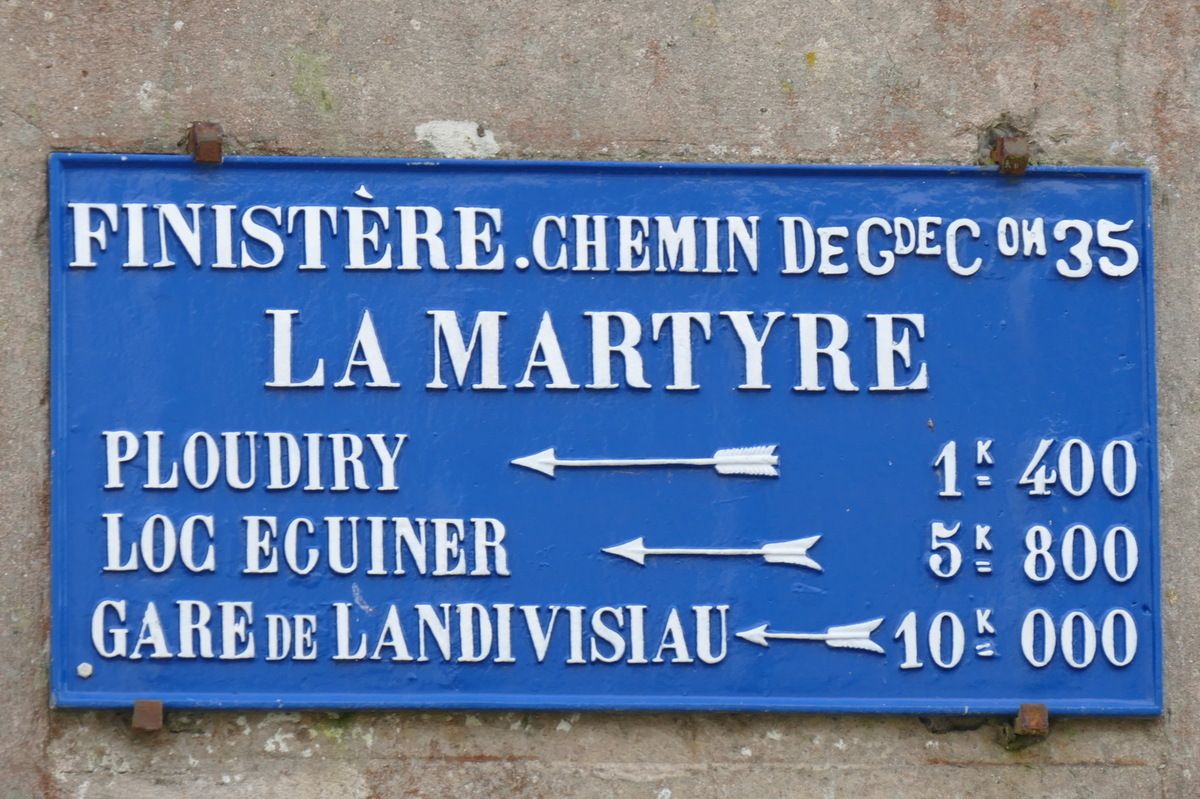 FINISTÈRE. CHEMIN DE GDE CON 35
LA MARTYRE
PLOUDIRY 1K 400
LOC EGUINER 5K 800
GARE DE LANDIVISIAU 10K 000